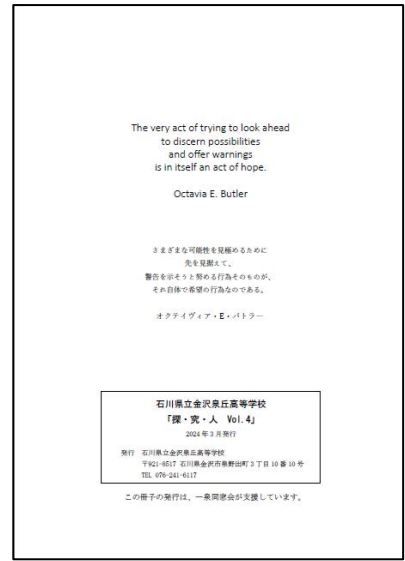 The very act of trying to look ahead
to discern possibilities
and offer warnings
is in itself an act of hope.
Octavia E. Butler
さまざまな可能性を見極めるために
先を見据えて、
警告を示そうと努める行為そのものが、
それ自体で希望の行為なのである。
オクテイヴィア・E・バトラー
石川県立金沢泉丘高等学校
「探・究・人 Vol.4」
2024年3月発行
発行 石川県立金沢泉丘高等学校
〒921-8517 石川県金沢市泉野出町3丁目10番10号
TEL 076-241-6117
この冊子の発行は、一泉同窓会が支援しています。